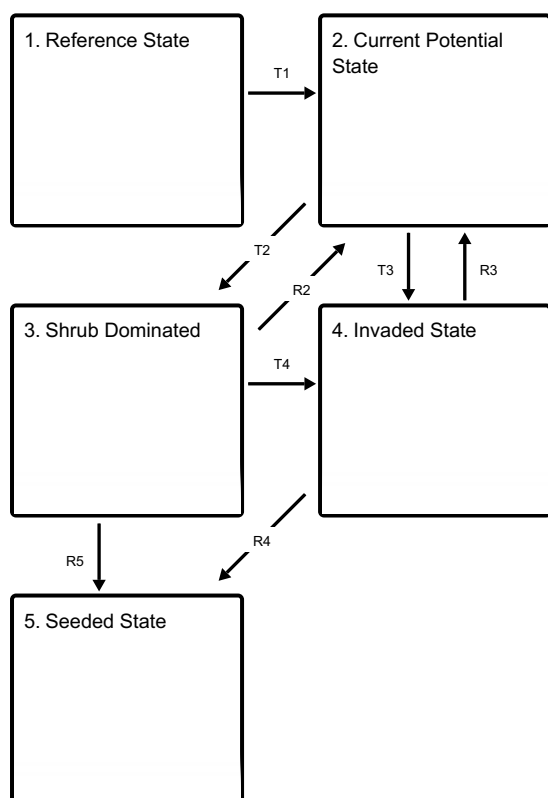 1. Reference State
2. Current Potential
State
T1
T2
R2
T3
R3
3. Shrub Dominated
4. Invaded State
T4
R4
R5
5. Seeded State